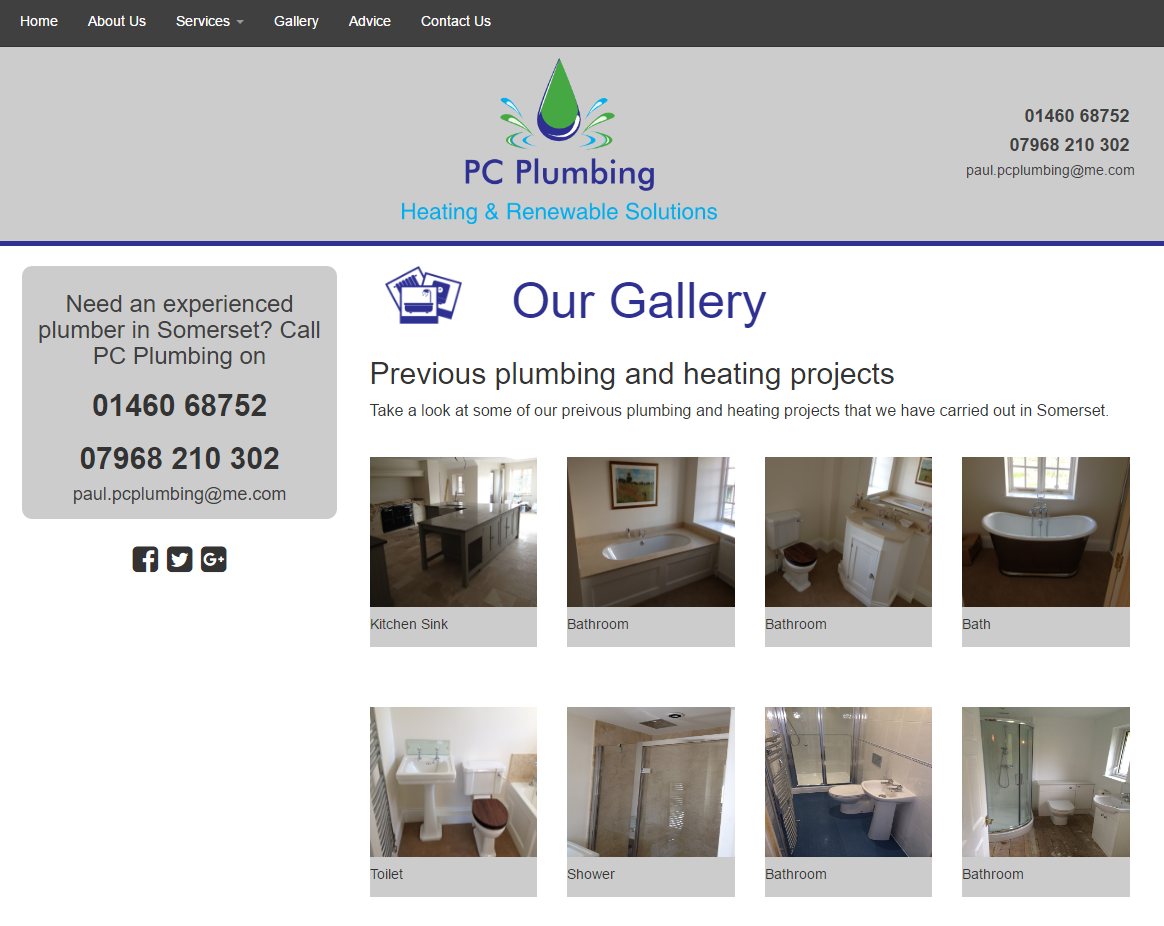 Home About Us Services Gallery Advice Contact Us
PC Plumbing
Heating & Renewable Solutions
01460 68752
07968 210 302
paul.pcplumbing@me.com
Need an experienced
plumber in Somerset? Call
PC Plumbing on
01460 68752
07968 210 302
paul.pcplumbing@me.com
Our Gallery
Previous plumbing and heating projects
Take a look at some of our preivous plumbing and heating projects that we have carried out in Somerset.
Kitchen Sink Bathroom Bathroom Bath
Toilet Shower Bathroom Bathroom